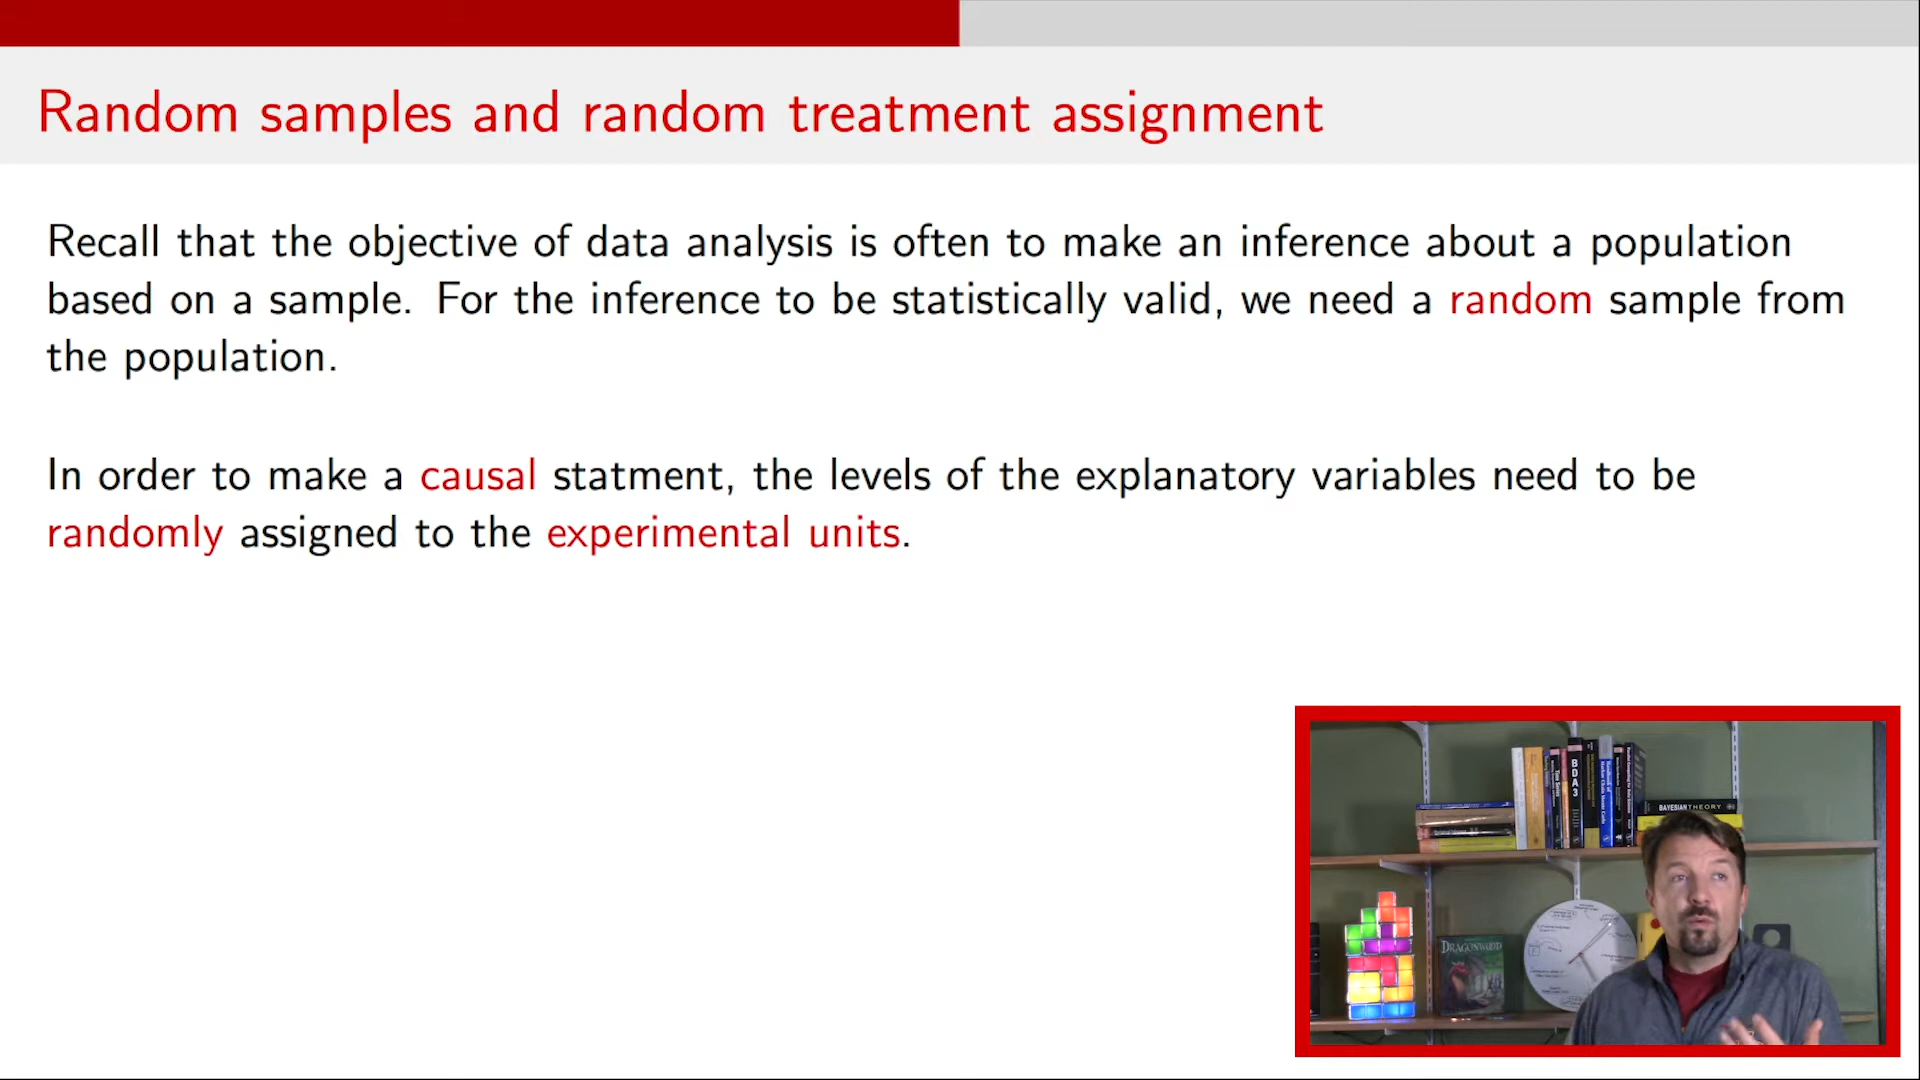 Random samples and random treatment assignment
Recall that the objective of data analysis is often to make an inference about a population
based on a sample. For the inference to be statistically valid, we need a random sample from
the population.
In order to make a causal statment, the levels of the explanatory variables need to be
randomly assigned to the experimental units.
BDA3
BAYESIAN THEORY
DRAGONWOOD